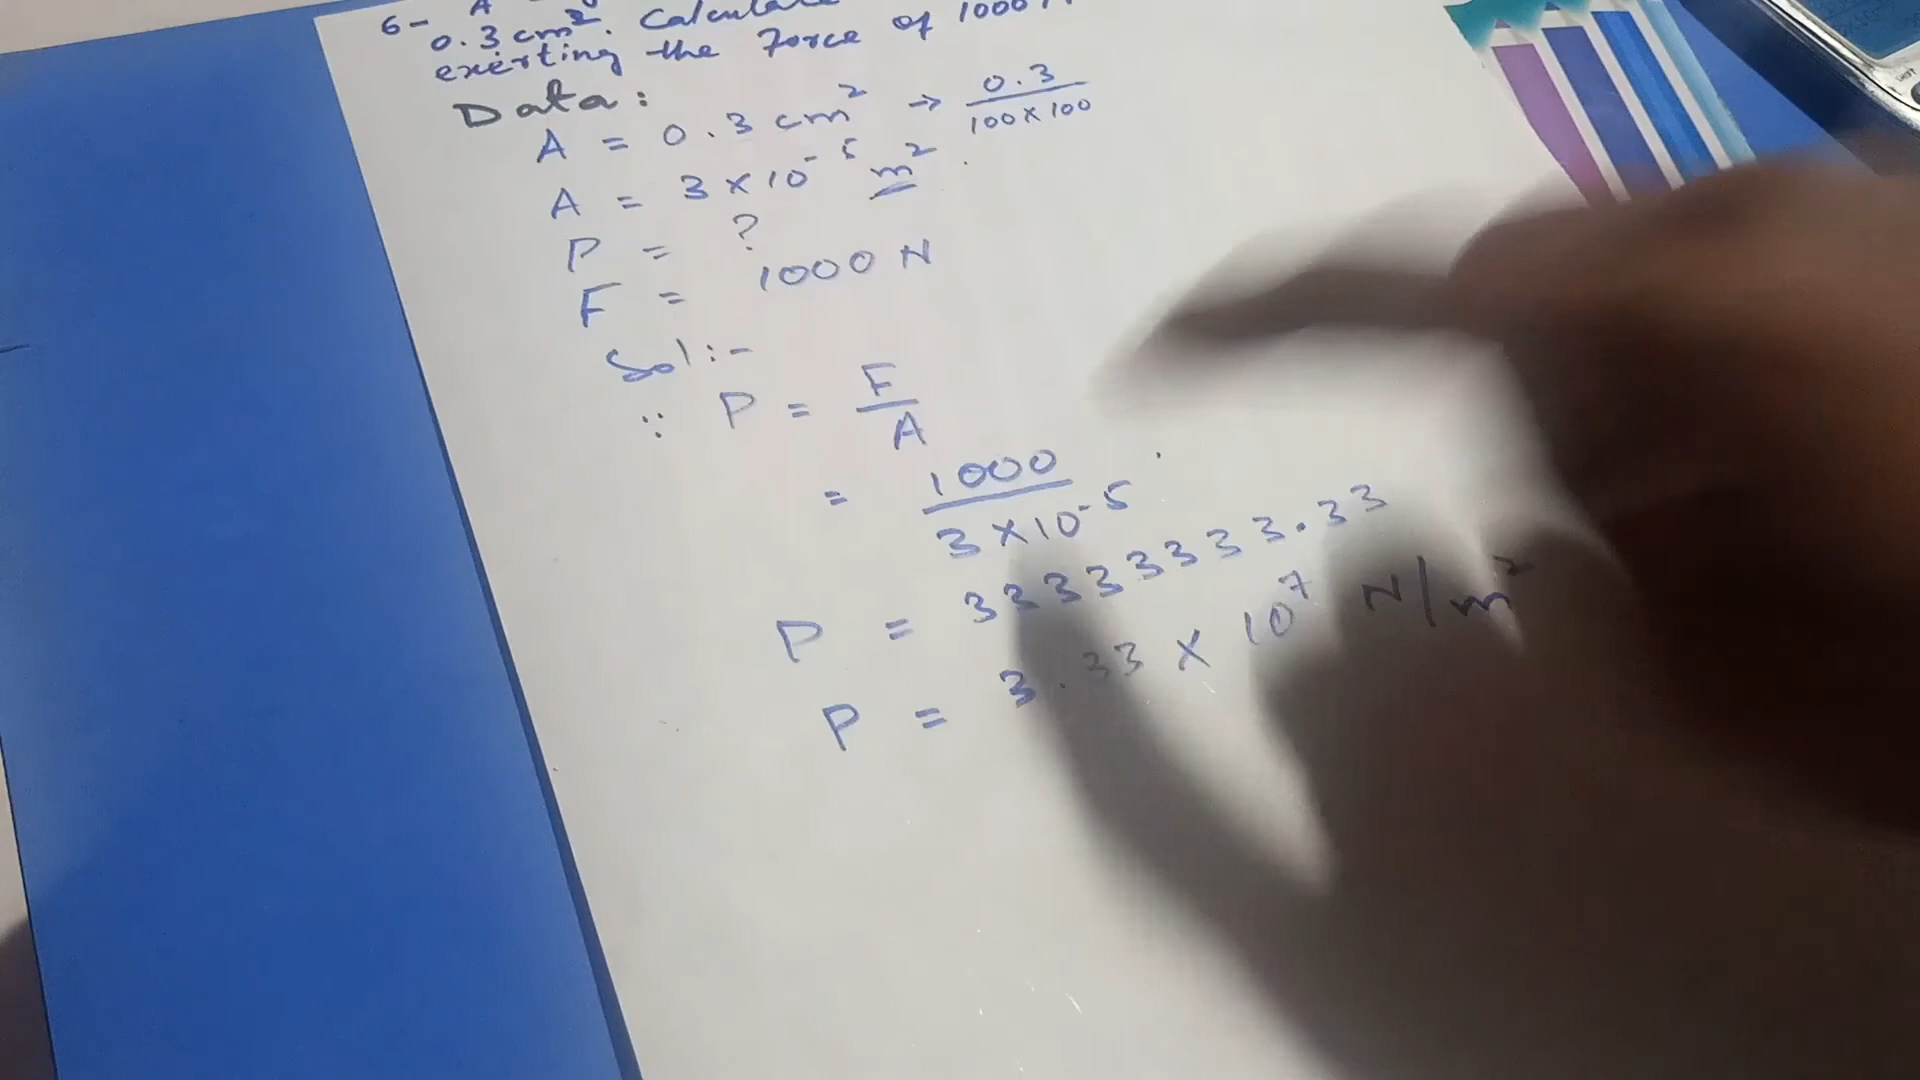 6- A
0.3 cm². Calculate
exerting the Force of 1000 N
Data:
A = 0.3 cm² → 0.3 / 100 × 100
A = 3 × 10⁻⁵ m²
P = ?
F = 1000 N
Sol:-
∵ P = F / A
= 1000 / 3 × 10⁻⁵
P = 33333333.33
P = 3.33 × 10⁷ N/m²